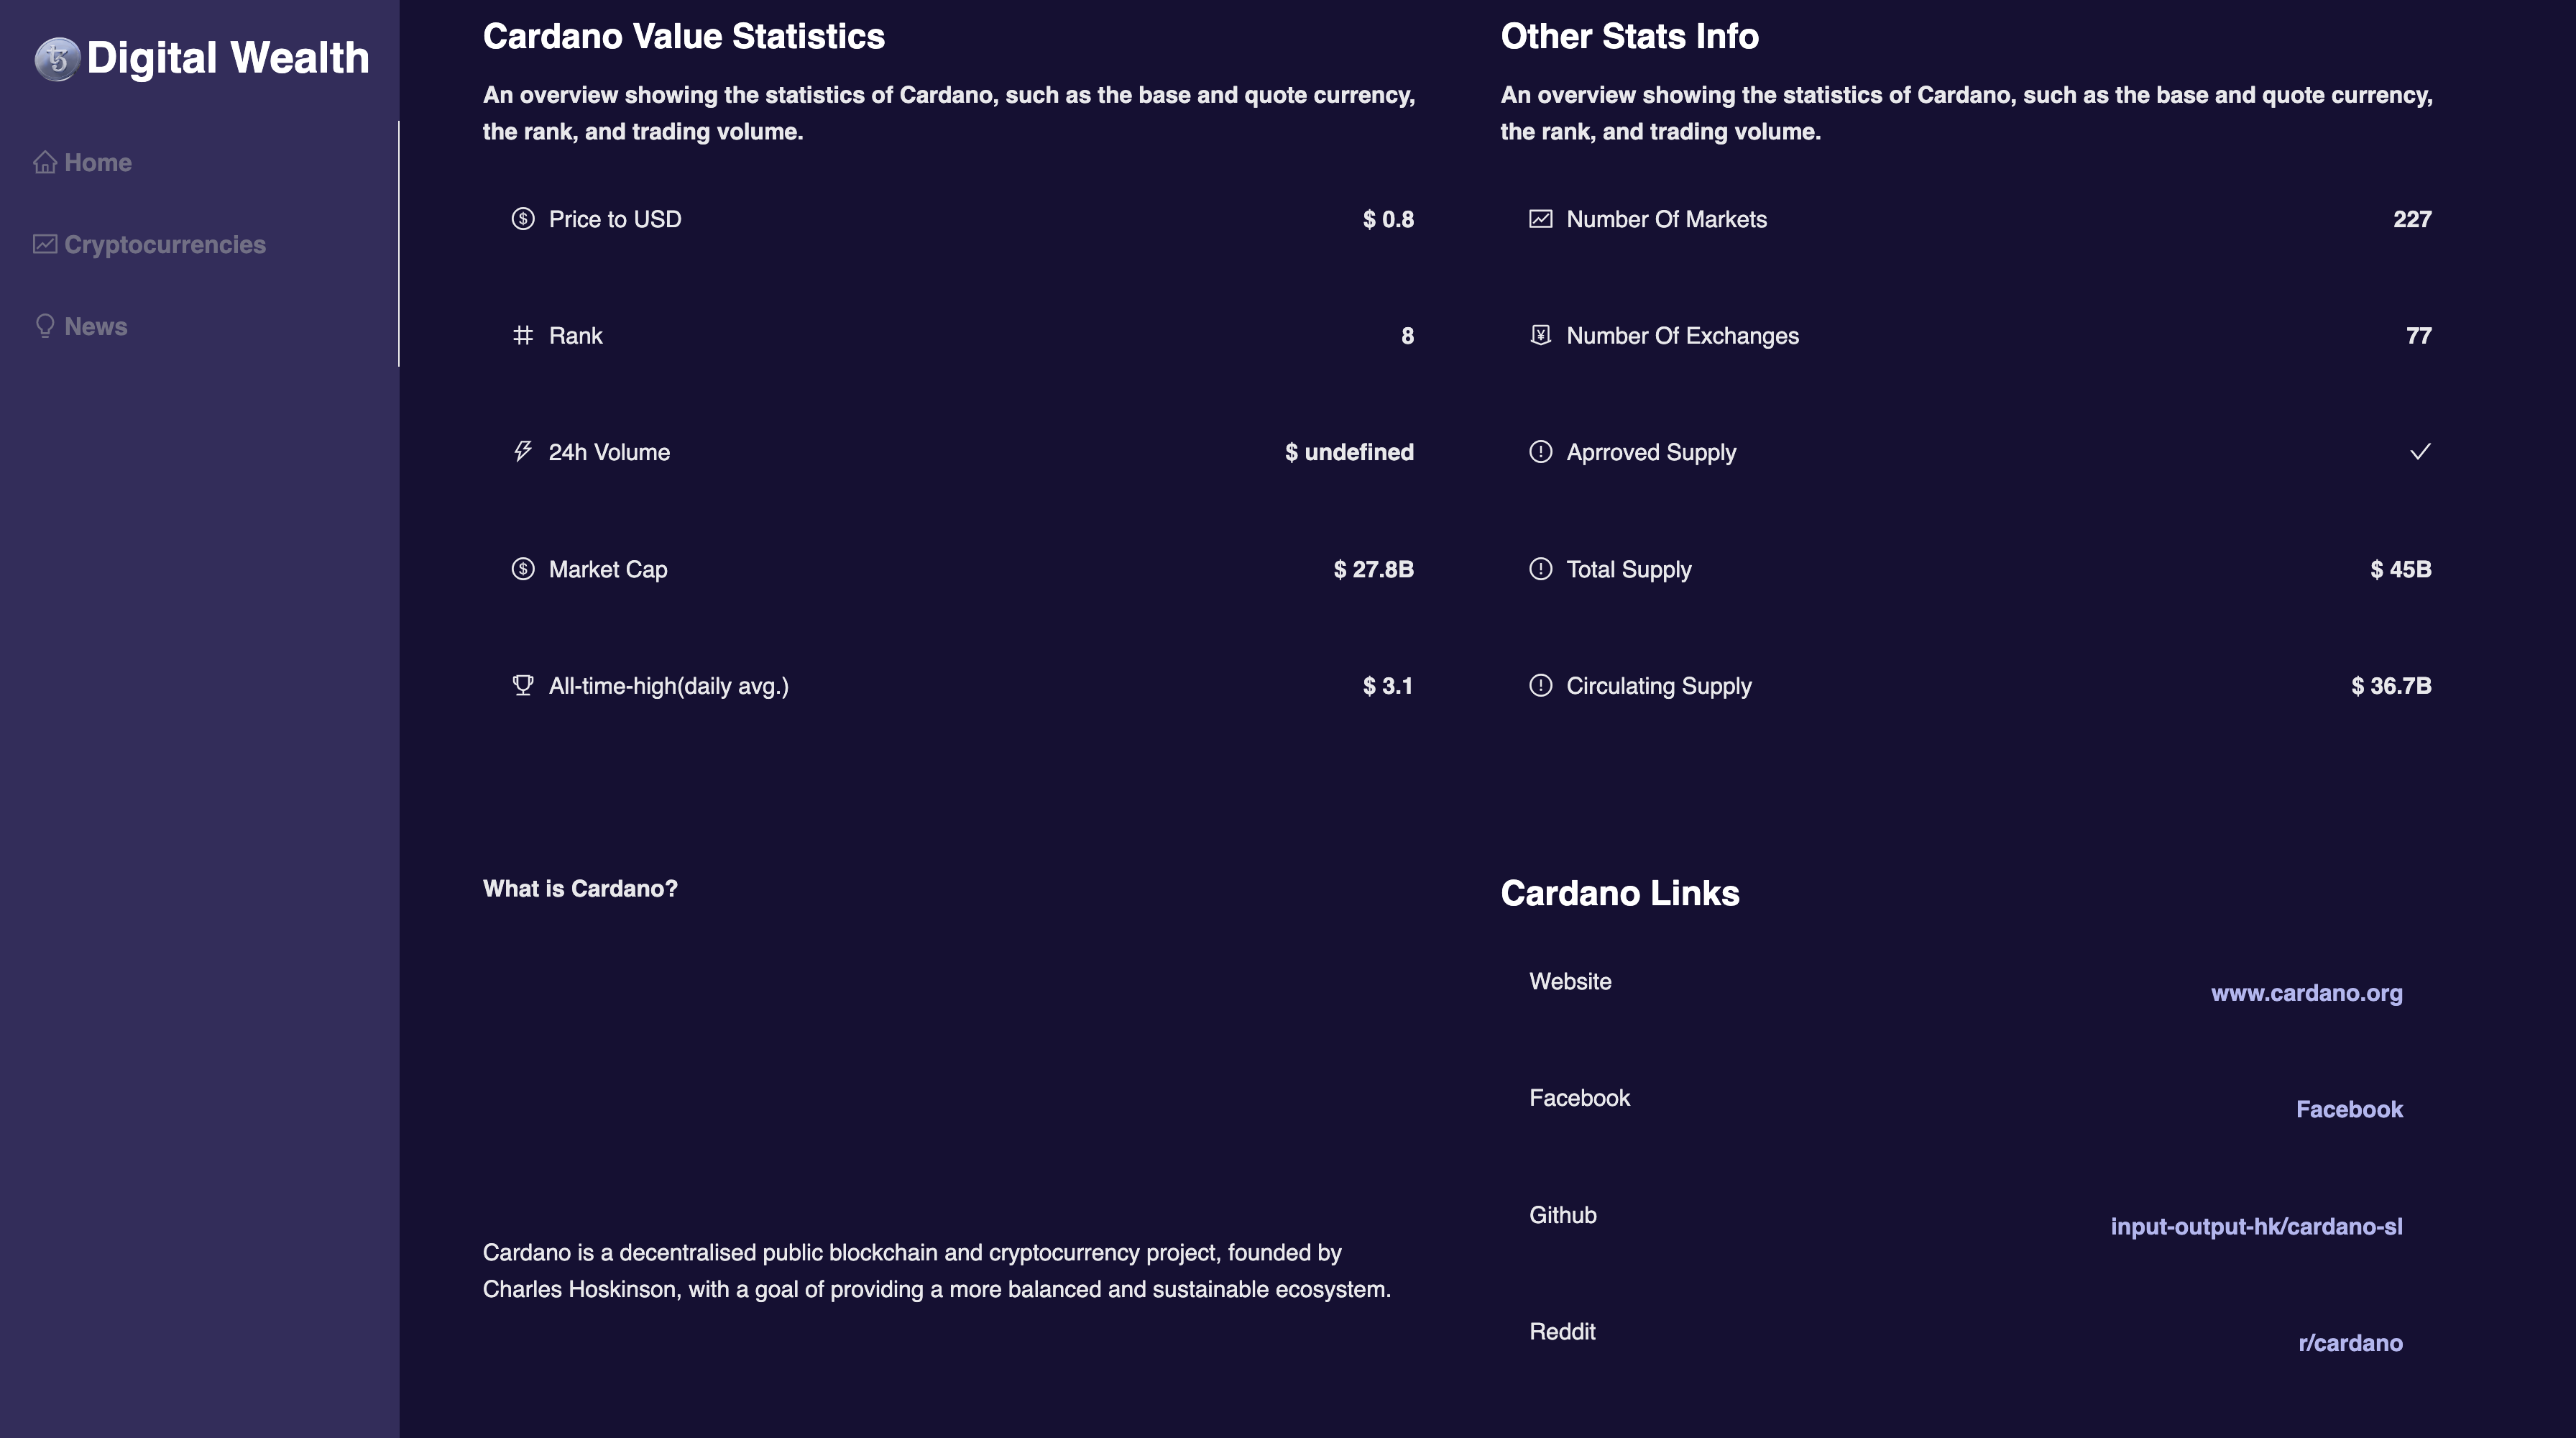 Digital Wealth
Home
Cryptocurrencies
News
Cardano Value Statistics
An overview showing the statistics of Cardano, such as the base and quote currency,
the rank, and trading volume.
Price to USD $ 0.8
Rank 8
24h Volume $ undefined
Market Cap $ 27.8B
All-time-high(daily avg.) $ 3.1
Other Stats Info
An overview showing the statistics of Cardano, such as the base and quote currency,
the rank, and trading volume.
Number Of Markets 227
Number Of Exchanges 77
Aprroved Supply
Total Supply $ 45B
Circulating Supply $ 36.7B
What is Cardano?
Cardano is a decentralised public blockchain and cryptocurrency project, founded by
Charles Hoskinson, with a goal of providing a more balanced and sustainable ecosystem.
Cardano Links
Website www.cardano.org
Facebook Facebook
Github input-output-hk/cardano-sl
Reddit r/cardano